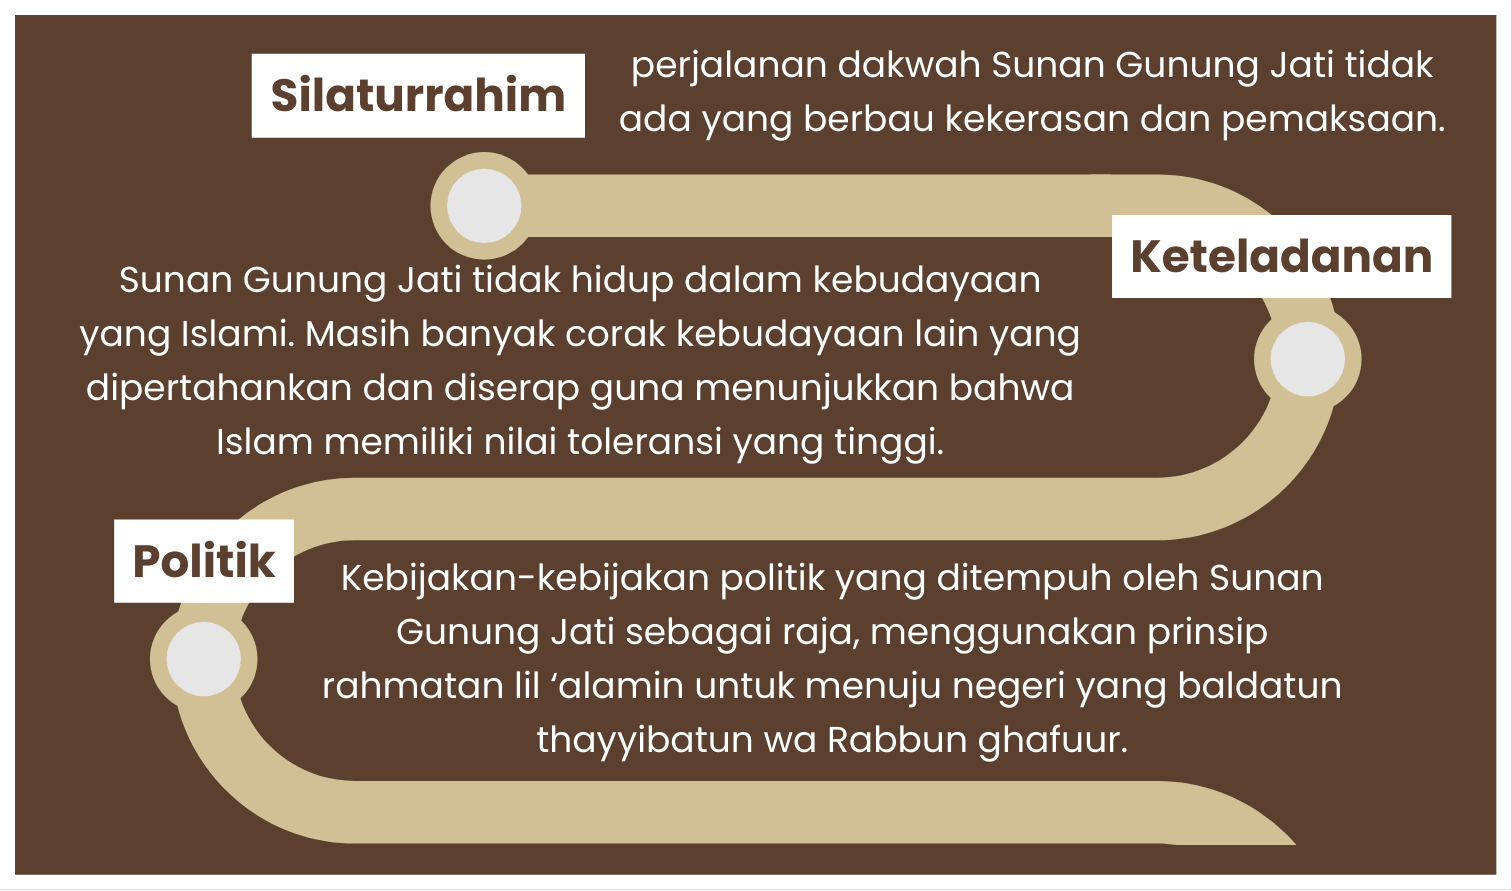 Silaturrahim
perjalanan dakwah Sunan Gunung Jati tidak
ada yang berbau kekerasan dan pemaksaan.
Keteladanan
Sunan Gunung Jati tidak hidup dalam kebudayaan
yang Islami. Masih banyak corak kebudayaan lain yang
dipertahankan dan diserap guna menunjukkan bahwa
Islam memiliki nilai toleransi yang tinggi.
Politik
Kebijakan-kebijakan politik yang ditempuh oleh Sunan
Gunung Jati sebagai raja, menggunakan prinsip
rahmatan lil ‘alamin untuk menuju negeri yang baldatun
thayyibatun wa Rabbun ghafuur.